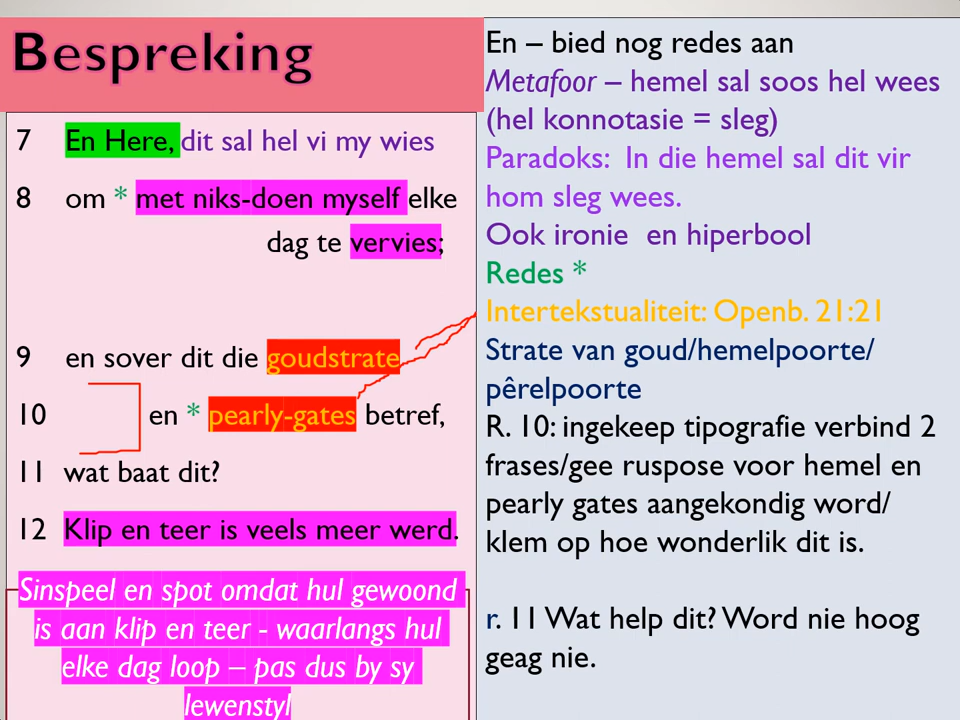 Bespreking
7 En Here, dit sal hel vi my wies
8 om * met niks-doen myself elke
dag te vervies;
9 en sover dit die goudstrate
10 en * pearly-gates betref,
11 wat baat dit?
12 Klip en teer is veels meer werd.
Sinspeel en spot omdat hul gewoond
is aan klip en teer - waarlangs hul
elke dag loop – pas dus by sy
lewenstyl
En – bied nog redes aan
Metafoor – hemel sal soos hel wees
(hel konnotasie = sleg)
Paradoks: In die hemel sal dit vir
hom sleg wees.
Ook ironie en hiperbool
Redes *
Intertekstualiteit: Openb. 21:21
Strate van goud/hemelpoorte/
pêrelpoorte
R. 10: ingekeep tipografie verbind 2
frases/gee ruspose voor hemel en
pearly gates aangekondig word/
klem op hoe wonderlik dit is.
r. 11 Wat help dit? Word nie hoog
geag nie.